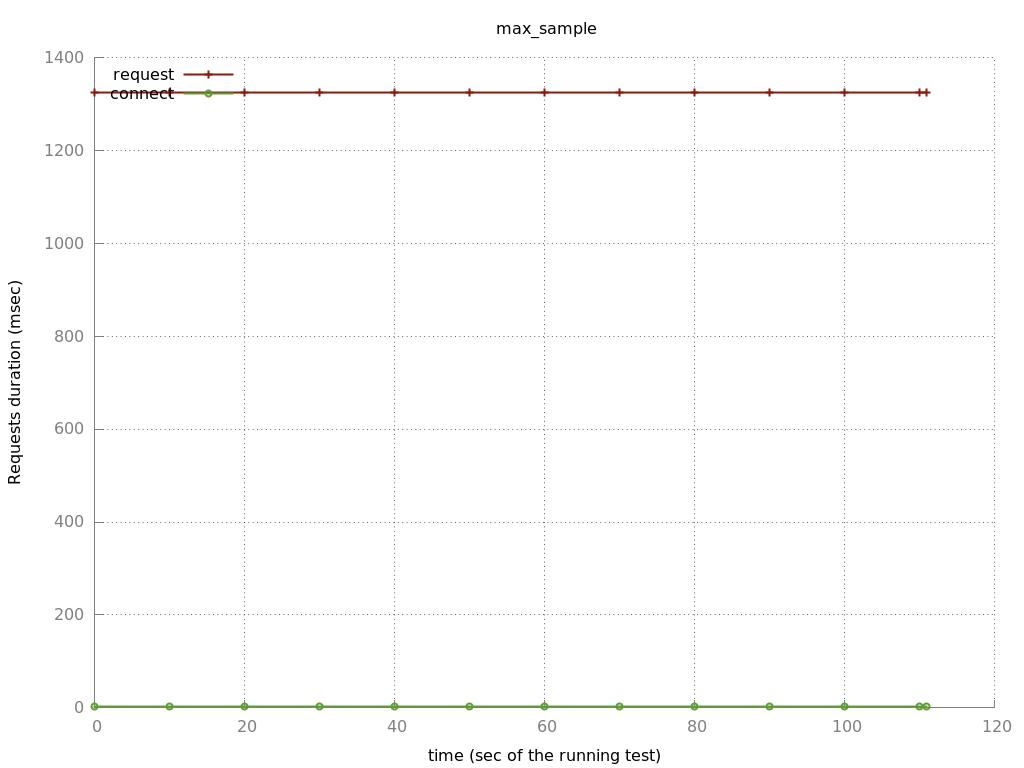 max_sample
1400
request
connect
1200
1000
800
600
400
200
0
0 20 40 60 80 100 120
Requests duration (msec)
time (sec of the running test)